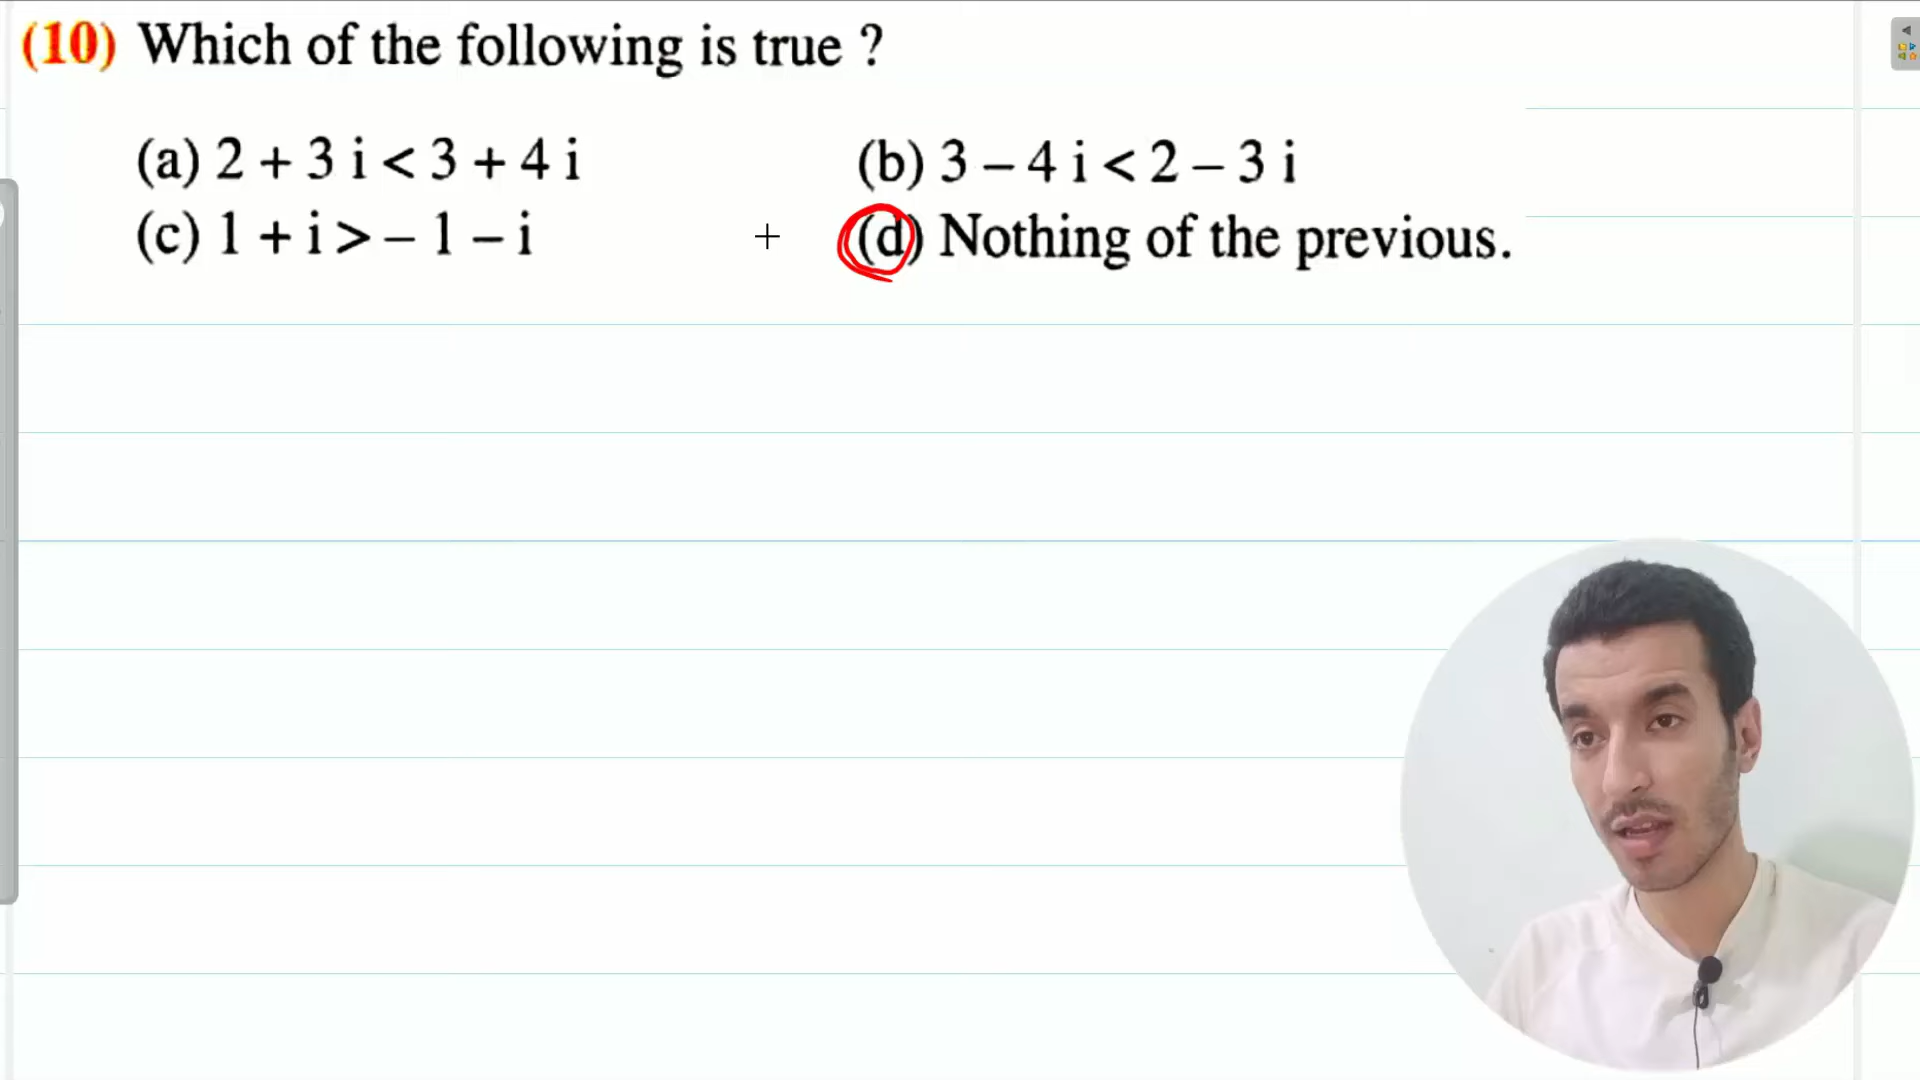 (10) Which of the following is true ?
(a) 2 + 3 i < 3 + 4 i (b) 3 – 4 i < 2 – 3 i
(c) 1 + i > – 1 – i (d) Nothing of the previous.